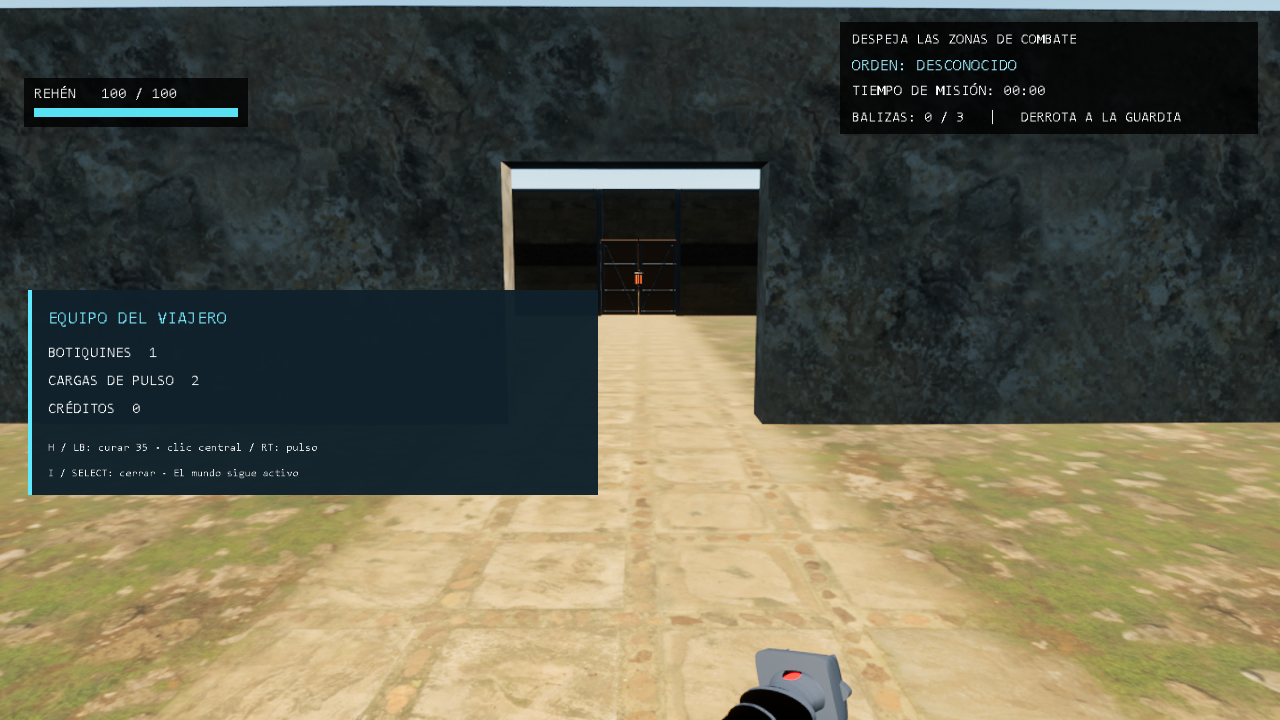 DESPEJA LAS ZONAS DE COMBATE
ORDEN: DESCONOCIDO
TIEMPO DE MISIÓN: 00:00
BALIZAS: 0 / 3 | DERROTA A LA GUARDIA
REHÉN 100 / 100
EQUIPO DEL VIAJERO
BOTIQUINES 1
CARGAS DE PULSO 2
CRÉDITOS 0
H / LB: curar 35 · clic central / RT: pulso
I / SELECT: cerrar · El mundo sigue activo